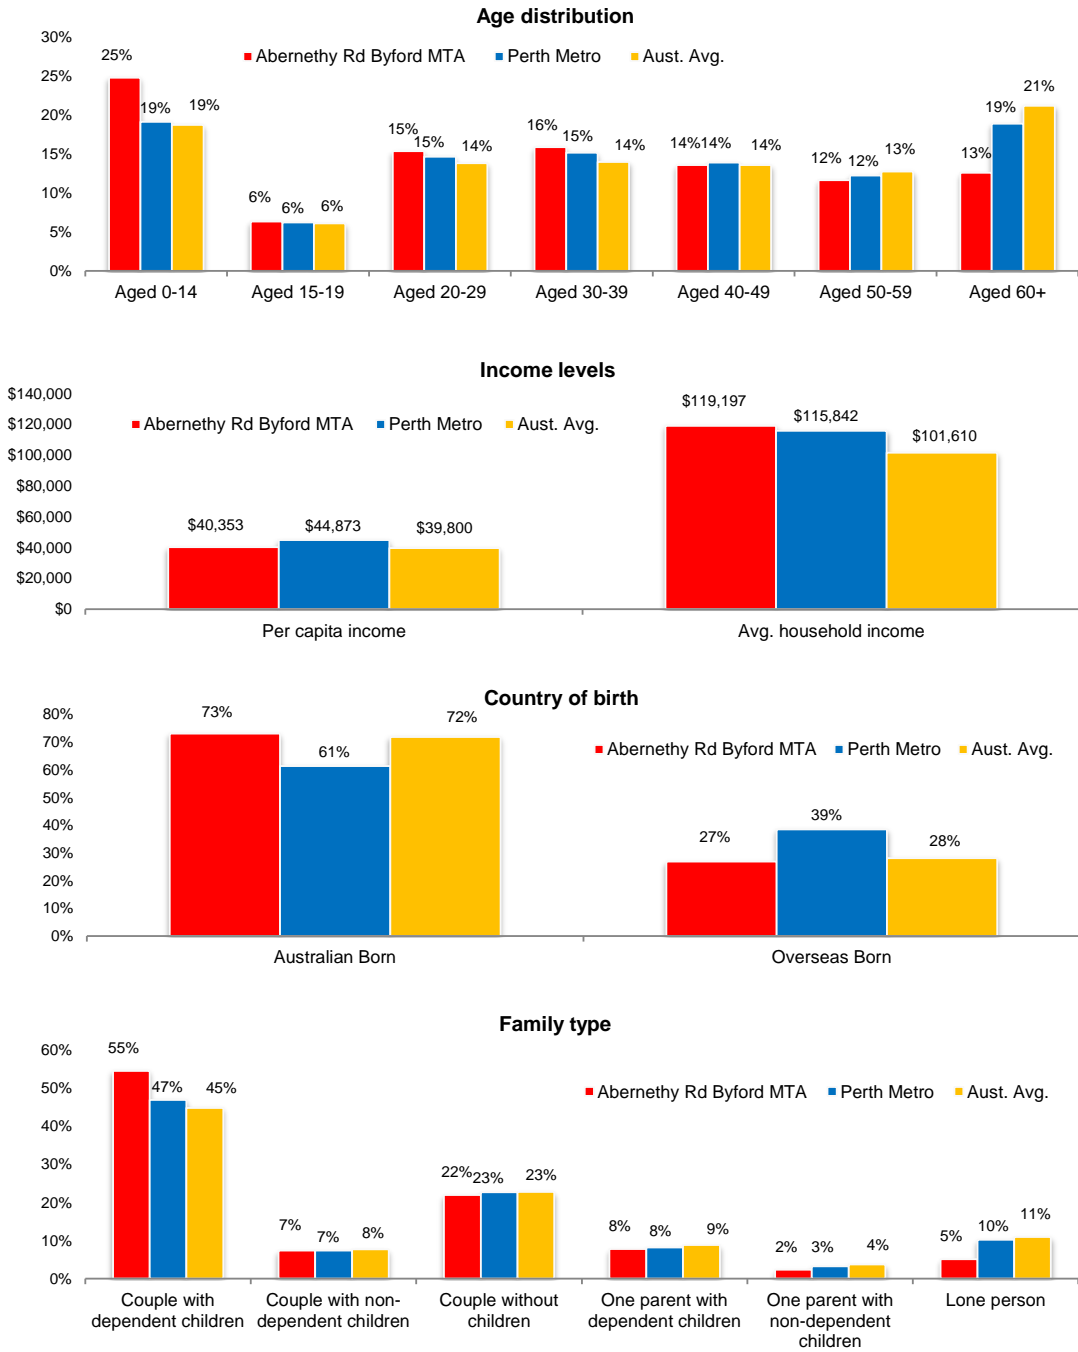 Age distribution
30%
25%
20%
15%
10%
5%
0%
Abernethy Rd Byford MTA Perth Metro Aust. Avg.
25% 19% 19%
6% 6% 6%
15% 15% 14%
16% 15% 14%
14% 14% 14%
12% 12% 13%
13% 19% 21%
Aged 0-14 Aged 15-19 Aged 20-29 Aged 30-39 Aged 40-49 Aged 50-59 Aged 60+
Income levels
$140,000
$120,000
$100,000
$80,000
$60,000
$40,000
$20,000
$0
Abernethy Rd Byford MTA Perth Metro Aust. Avg.
$40,353 $44,873 $39,800
$119,197 $115,842 $101,610
Per capita income Avg. household income
Country of birth
80%
70%
60%
50%
40%
30%
20%
10%
0%
Abernethy Rd Byford MTA Perth Metro Aust. Avg.
73% 61% 72%
27% 39% 28%
Australian Born Overseas Born
Family type
60%
50%
40%
30%
20%
10%
0%
Abernethy Rd Byford MTA Perth Metro Aust. Avg.
55% 47% 45%
7% 7% 8%
22% 23% 23%
8% 8% 9%
2% 3% 4%
5% 10% 11%
Couple with
dependent children
Couple with non-
dependent children
Couple without
children
One parent with
dependent children
One parent with
non-dependent
children
Lone person